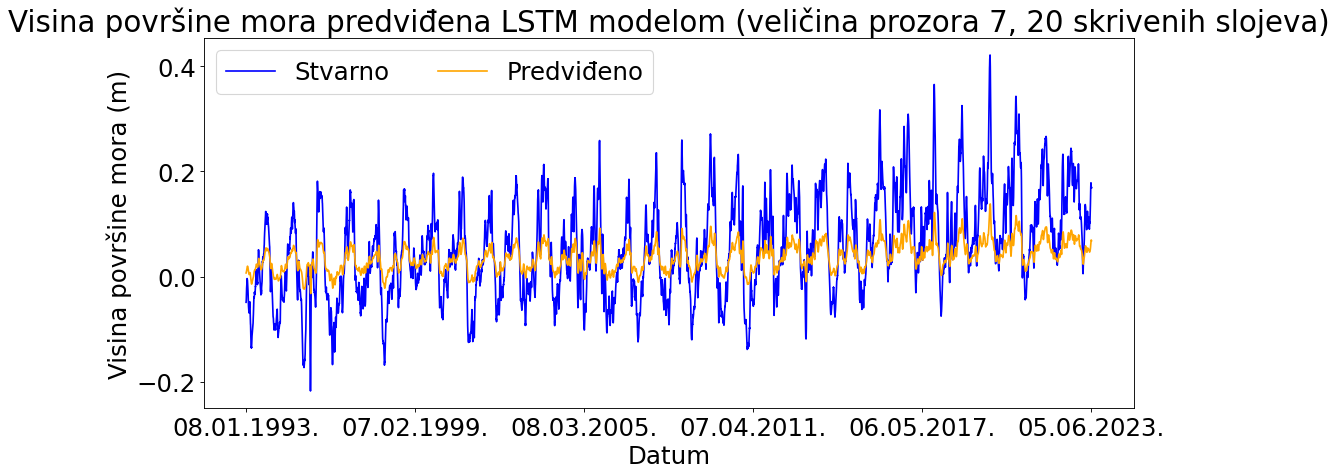 Visina površine mora predviđena LSTM modelom (veličina prozora 7, 20 skrivenih slojeva)
Stvarno
Predviđeno
Visina površine mora (m)
0.4
0.2
0.0
−0.2
08.01.1993.
07.02.1999.
08.03.2005.
07.04.2011.
06.05.2017.
05.06.2023.
Datum